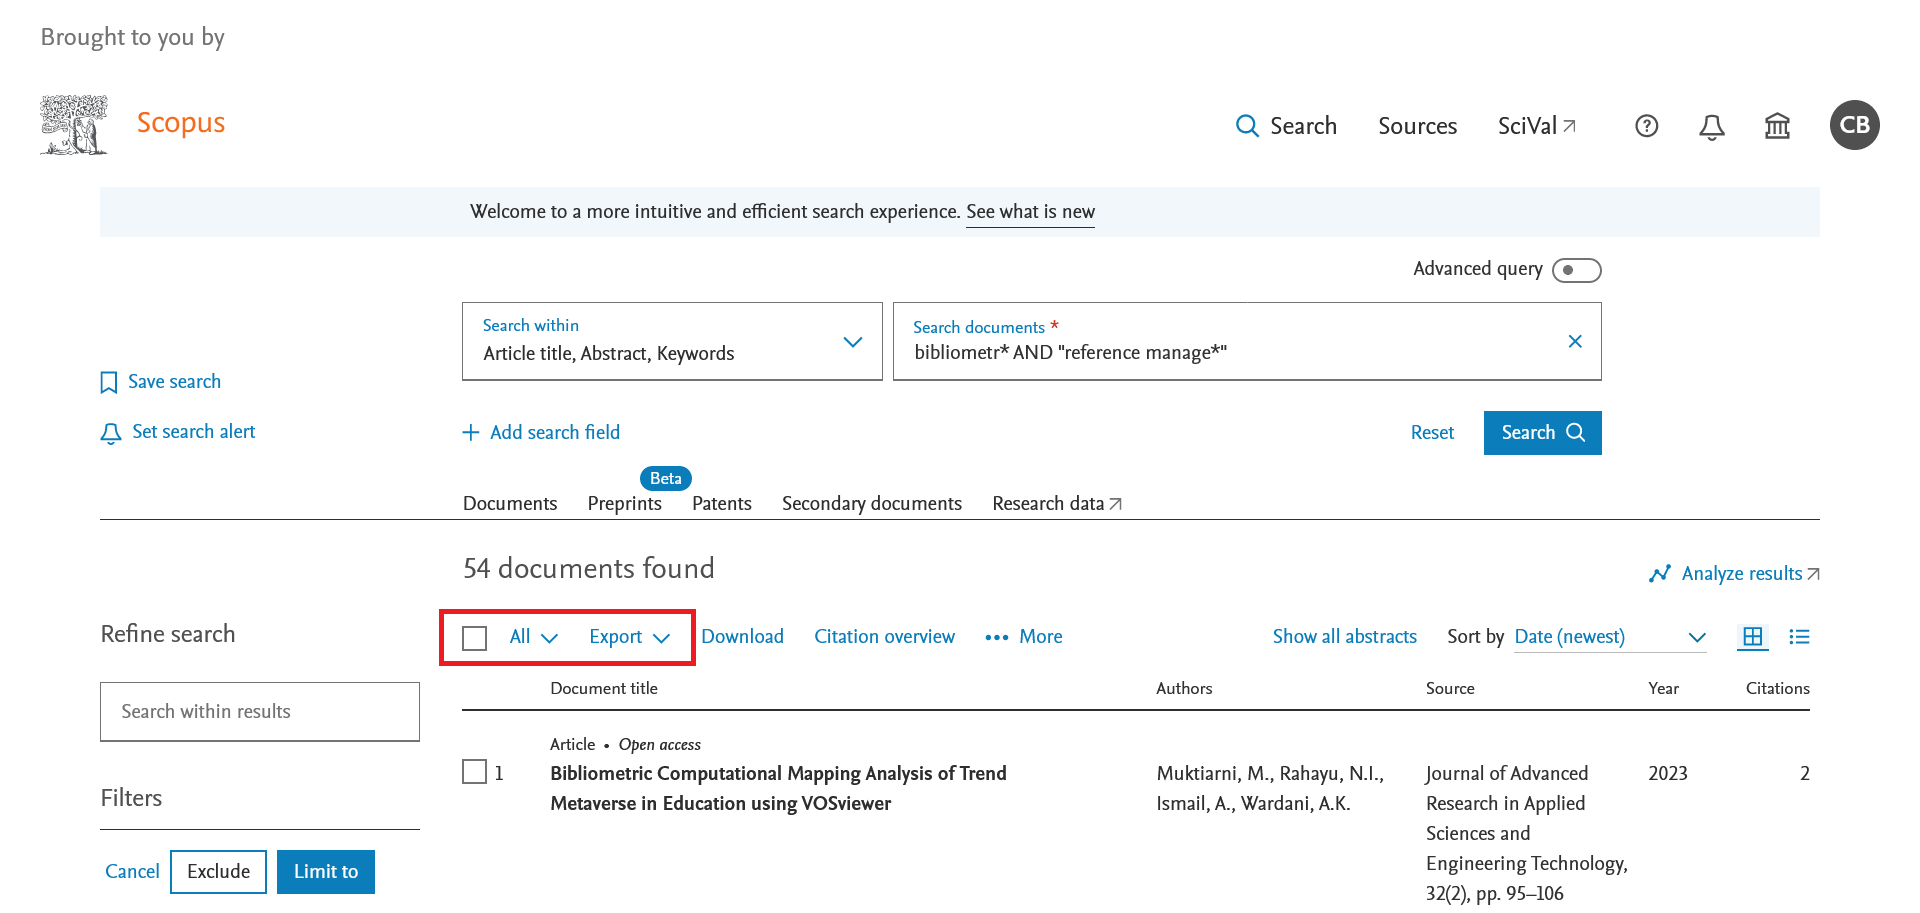 Brought to you by
Scopus
Search Sources SciVal
CB
Welcome to a more intuitive and efficient search experience. See what is new
Advanced query
Search within
Article title, Abstract, Keywords
Search documents *
bibliometr* AND "reference manage*"
Save search
Set search alert
Add search field
Reset
Search
Beta
Documents Preprints Patents Secondary documents Research data
54 documents found
Analyze results
Refine search
All Export Download Citation overview ••• More Show all abstracts Sort by Date (newest)
Document title Authors Source Year Citations
Search within results
Article • Open access
1 Bibliometric Computational Mapping Analysis of Trend
Metaverse in Education using VOSviewer
Muktiarni, M., Rahayu, N.I.,
Ismail, A., Wardani, A.K.
Journal of Advanced
Research in Applied
Sciences and
Engineering Technology,
32(2), pp. 95–106
2023
2
Filters
Cancel Exclude Limit to